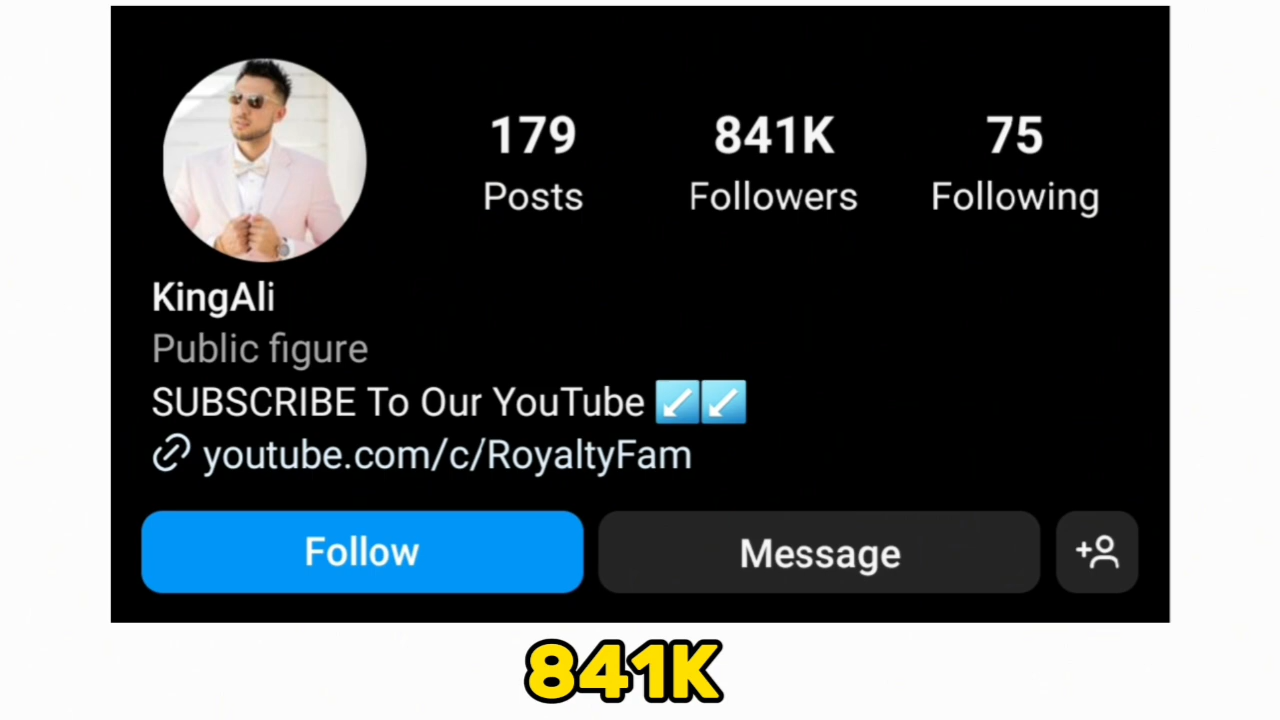 179 841K 75
Posts Followers Following
KingAli
Public figure
SUBSCRIBE To Our YouTube ↙️↙️
youtube.com/c/RoyaltyFam
Follow Message
841K